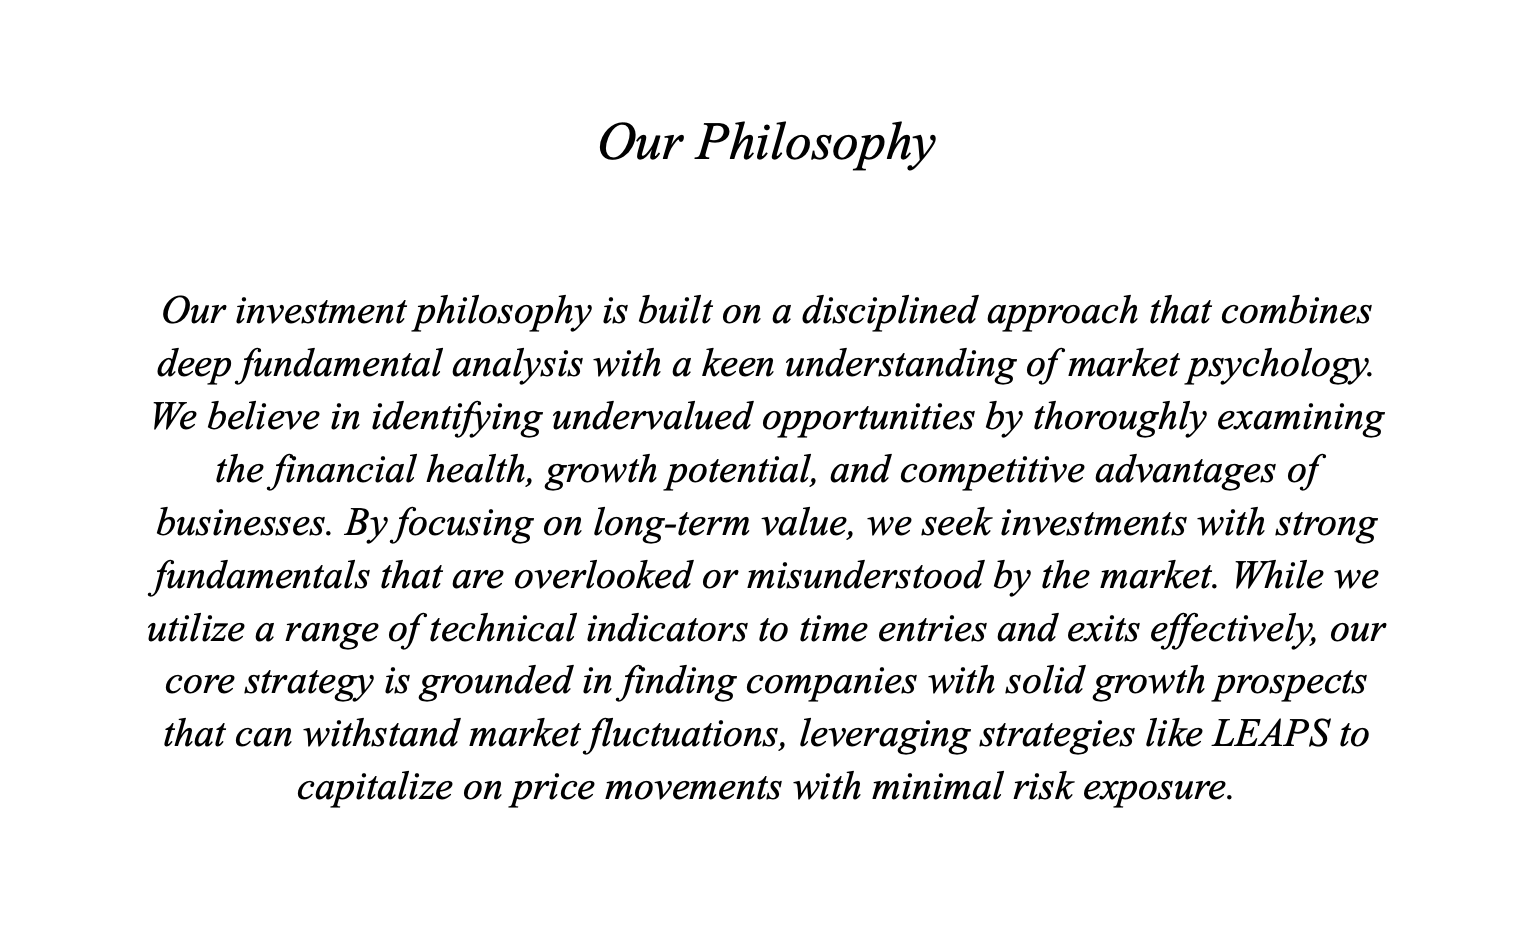 Our Philosophy
Our investment philosophy is built on a disciplined approach that combines
deep fundamental analysis with a keen understanding of market psychology.
We believe in identifying undervalued opportunities by thoroughly examining
the financial health, growth potential, and competitive advantages of
businesses. By focusing on long-term value, we seek investments with strong
fundamentals that are overlooked or misunderstood by the market. While we
utilize a range of technical indicators to time entries and exits effectively, our
core strategy is grounded in finding companies with solid growth prospects
that can withstand market fluctuations, leveraging strategies like LEAPS to
capitalize on price movements with minimal risk exposure.